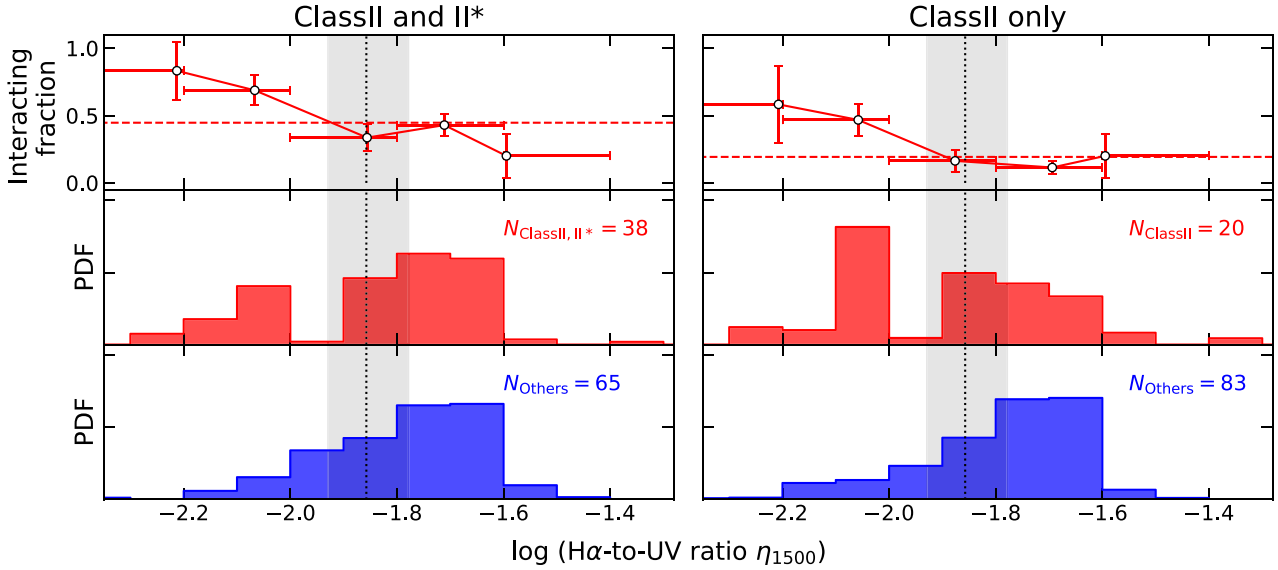 ClassII and II*
ClassII only
Interacting
fraction
1.0
0.5
0.0
PDF
N_ClassII, II* = 38
N_ClassII = 20
PDF
N_Others = 65
N_Others = 83
−2.2 −2.0 −1.8 −1.6 −1.4
−2.2 −2.0 −1.8 −1.6 −1.4
log (Hα-to-UV ratio η₁₅₀₀)